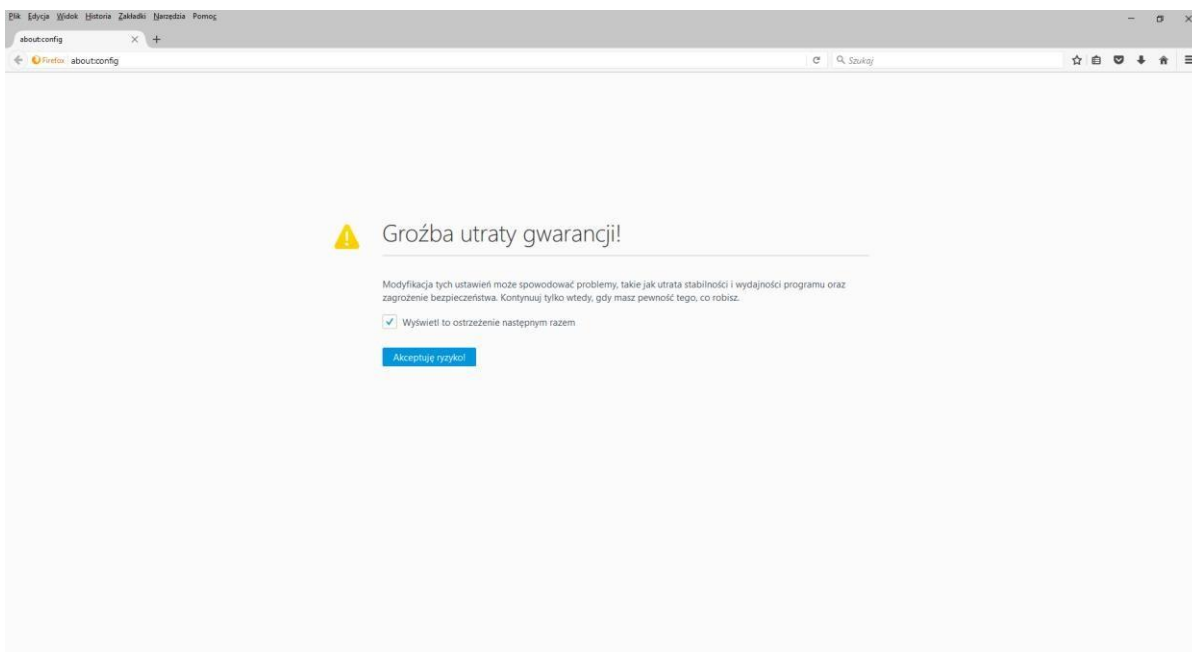 Plik Edycja Widok Historia Zakładki Narzędzia Pomoc
about:config
Firefox about:config Szukaj
Groźba utraty gwarancji!
Modyfikacja tych ustawień może spowodować problemy, takie jak utrata stabilności i wydajności programu oraz
zagrożenie bezpieczeństwa. Kontynuuj tylko wtedy, gdy masz pewność tego, co robisz.
Wyświetl to ostrzeżenie następnym razem
Akceptuję ryzyko!